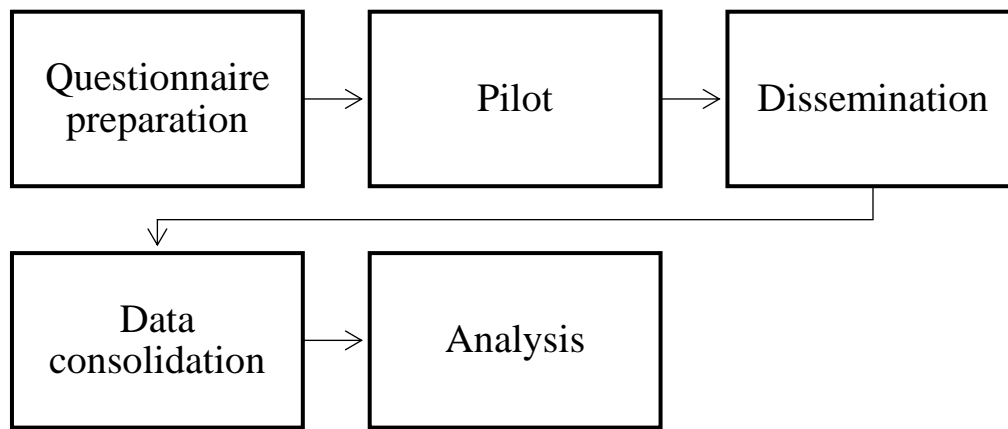 Questionnaire
preparation
Pilot
Dissemination
Data
consolidation
Analysis